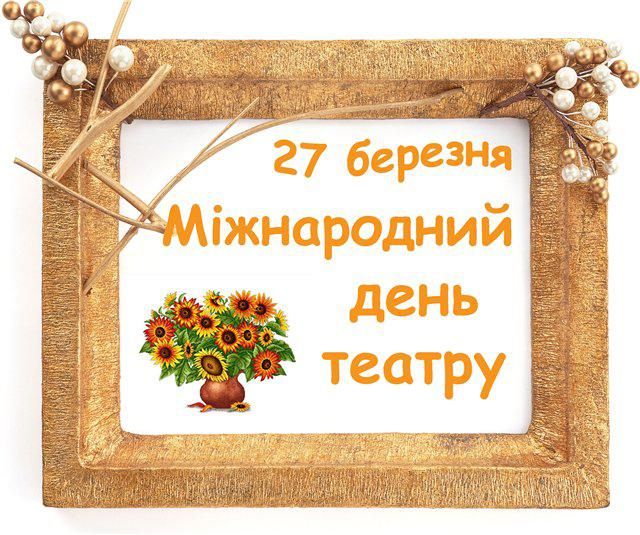 27 березня
Міжнародний
день
театру